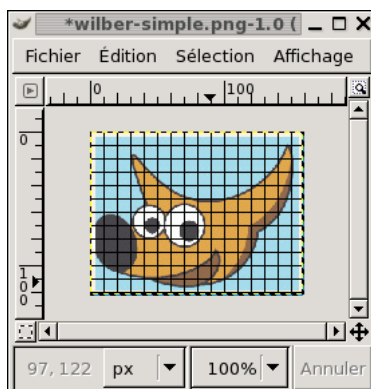 *wilber-simple.png-1.0 (
Fichier Édition Sélection Affichage
0 100
0
100
97, 122 px 100% Annuler